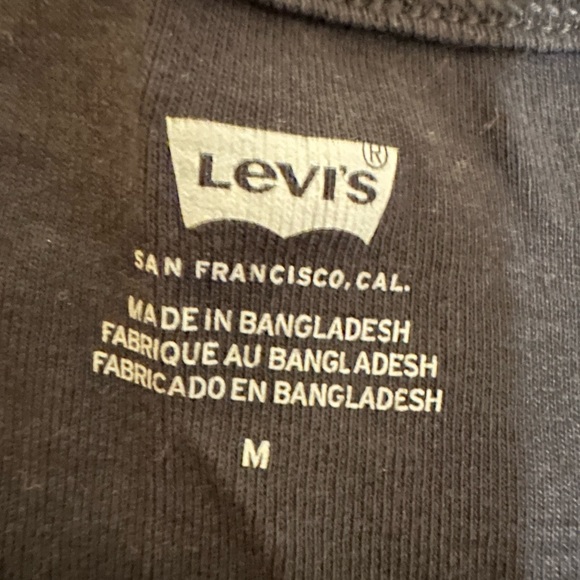 LEVI'S®
SAN FRANCISCO, CAL.
MADE IN BANGLADESH
FABRIQUE AU BANGLADESH
FABRICADO EN BANGLADESH
M